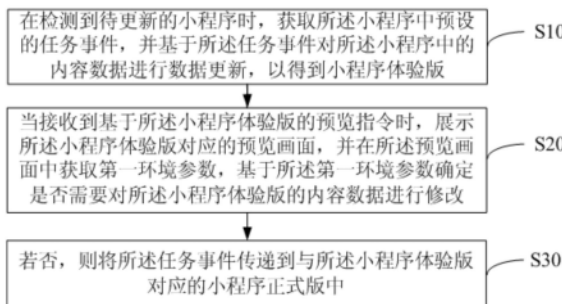 在检测到待更新的小程序时，获取所述小程序中预设
的任务事件，并基于所述任务事件对所述小程序中的
内容数据进行数据更新，以得到小程序体验版
S10
当接收到基于所述小程序体验版的预览指令时，展示
所述小程序体验版对应的预览画面，并在所述预览画
面中获取第一环境参数，基于所述第一环境参数确定
是否需要对所述小程序体验版的内容数据进行修改
S20
若否，则将所述任务事件传递到与所述小程序体验版
对应的小程序正式版中
S30